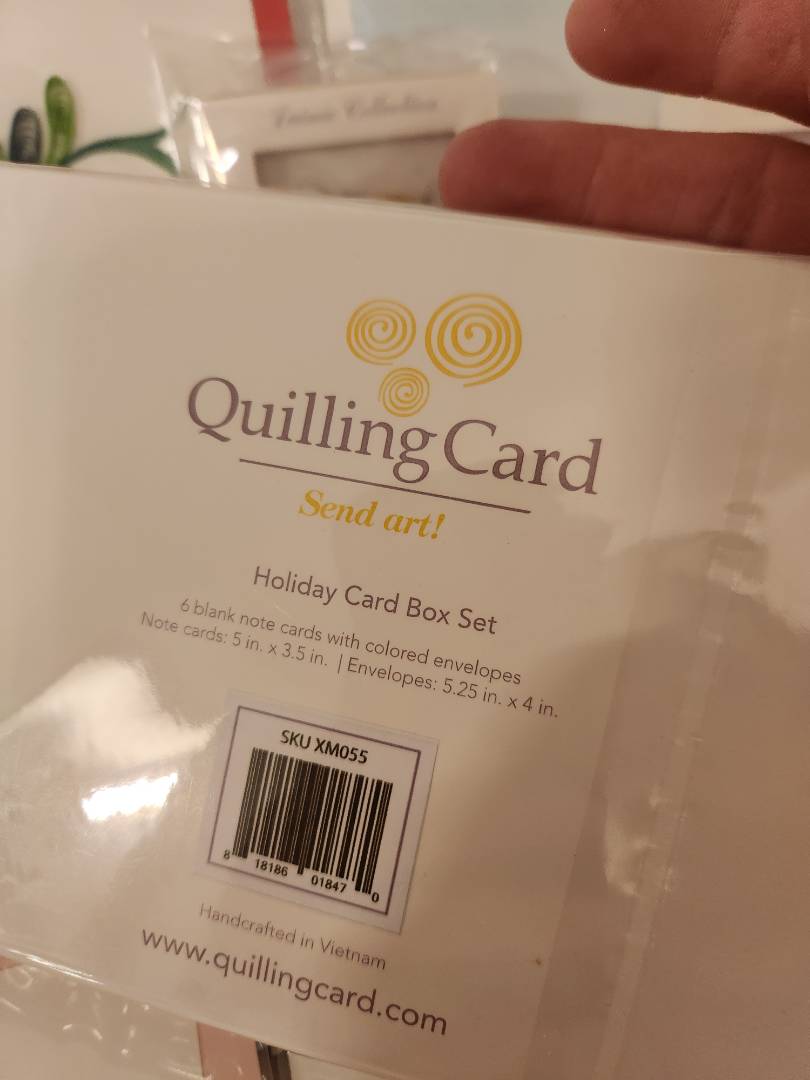 Collection
Quilling Card
Send art!
Holiday Card Box Set
6 blank note cards with colored envelopes
Note cards: 5 in. x 3.5 in. | Envelopes: 5.25 in. x 4 in.
SKU XM055
8 18186 01847 0
Handcrafted in Vietnam
www.quillingcard.com